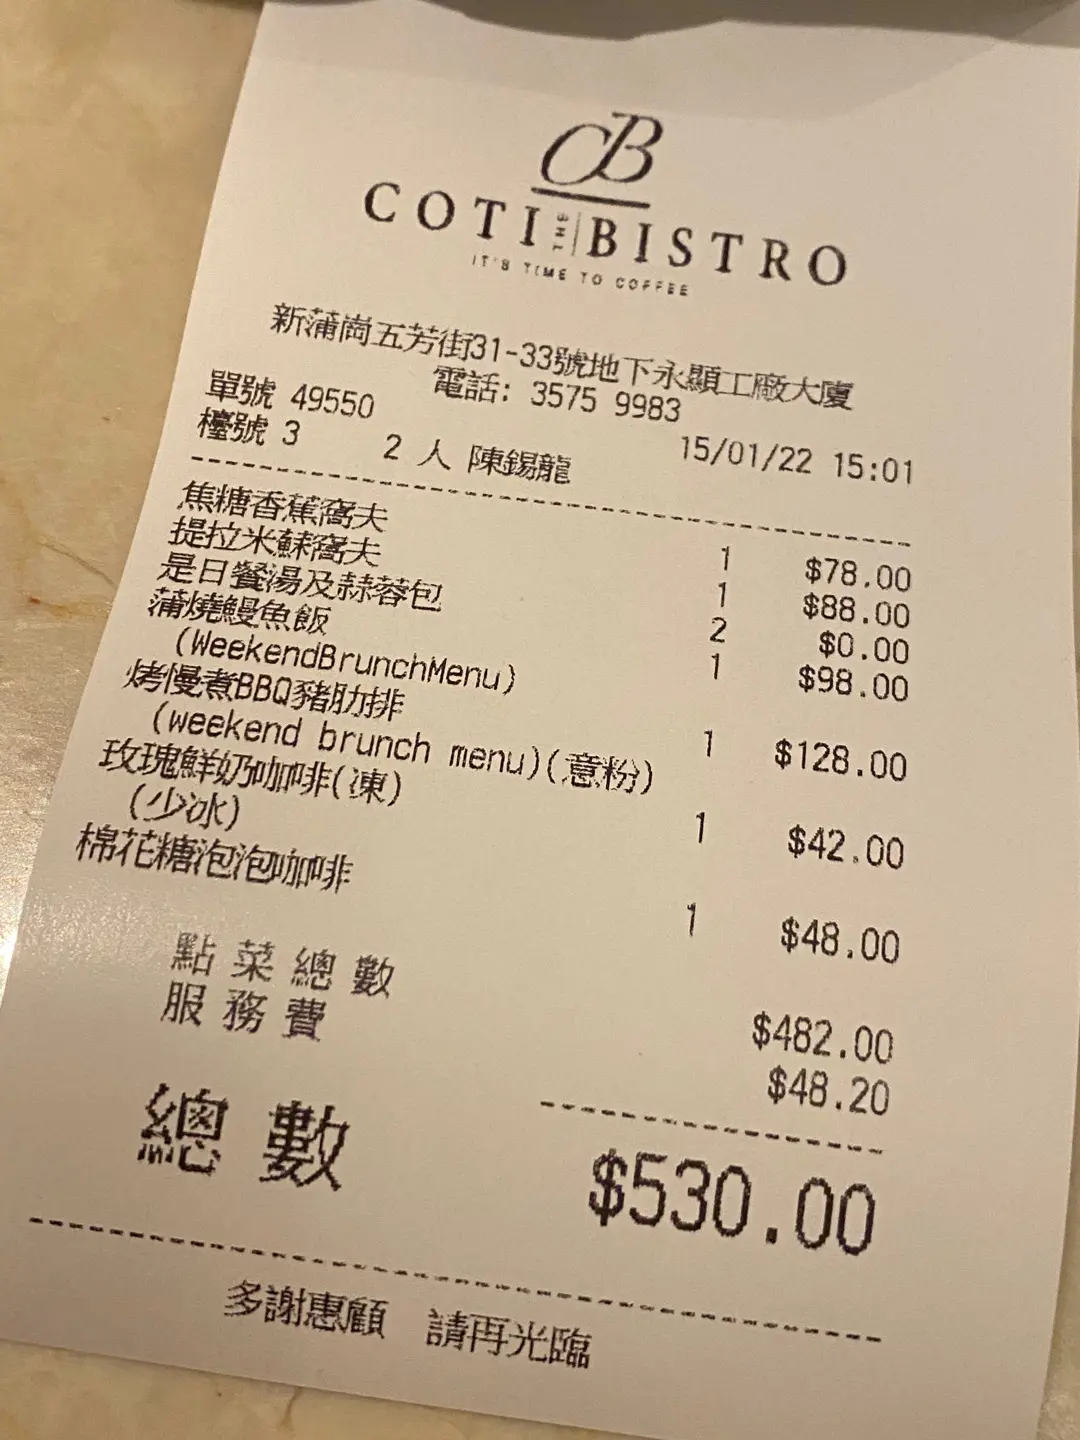 CB
COTI THE BISTRO
IT'S TIME TO COFFEE
新蒲崗五芳街31-33號地下永顯工廠大廈
電話: 3575 9983
單號 49550 15/01/22 15:01
檯號 3 2 人 陳錫龍
焦糖香蕉窩夫 1 $78.00
提拉米蘇窩夫 1 $88.00
是日餐湯及蒜蓉包 2 $0.00
蒲燒鰻魚飯 1 $98.00
(WeekendBrunchMenu)
烤慢煮BBQ豬肋排 1 $128.00
(weekend brunch menu)(意粉)
玫瑰鮮奶咖啡(凍) 1 $42.00
(少冰)
棉花糖泡泡咖啡 1 $48.00
點菜總數 $482.00
服務費 $48.20
總數 $530.00
多謝惠顧 請再光臨